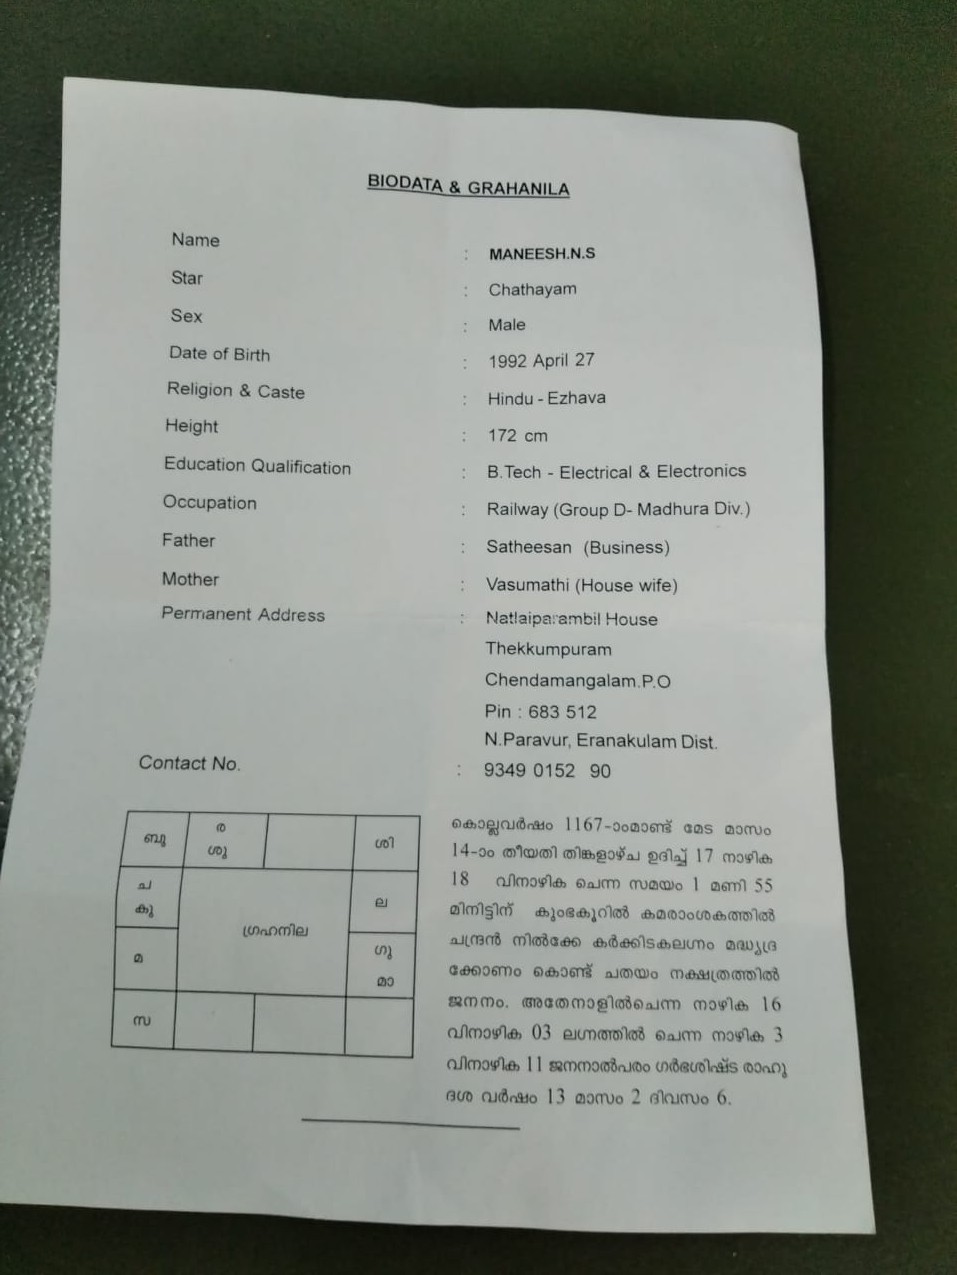 BIODATA & GRAHANILA
Name : MANEESH.N.S
Star : Chathayam
Sex : Male
Date of Birth : 1992 April 27
Religion & Caste : Hindu - Ezhava
Height : 172 cm
Education Qualification : B.Tech - Electrical & Electronics
Occupation : Railway (Group D- Madhura Div.)
Father : Satheesan (Business)
Mother : Vasumathi (House wife)
Permanent Address : Natlaiparambil House
Thekkumpuram
Chendamangalam.P.O
Pin : 683 512
N.Paravur, Eranakulam Dist.
Contact No. : 9349 0152 90
ബു ര ശി
ശു
ച ല
കു
ഗ്രഹനില
മ ഗു
മാ
സ
കൊല്ലവർഷം 1167-ാംമാണ്ട് മേട മാസം
14-ാം തീയതി തിങ്കളാഴ്ച ഉദിച്ച് 17 നാഴിക
18 വിനാഴിക ചെന്ന സമയം 1 മണി 55
മിനിട്ടിന് കുംഭകൂറിൽ കമരാംശകത്തിൽ
ചന്ദ്രൻ നിൽക്കേ കർക്കിടകലഗ്നം മദ്ധ്യദ്ര
ക്കോണം കൊണ്ട് ചതയം നക്ഷത്രത്തിൽ
ജനനം. അതേനാളിൽചെന്ന നാഴിക 16
വിനാഴിക 03 ലഗ്നത്തിൽ ചെന്ന നാഴിക 3
വിനാഴിക 11 ജനനാൽപരം ഗർഭശിഷ്ട രാഹു
ദശ വർഷം 13 മാസം 2 ദിവസം 6.